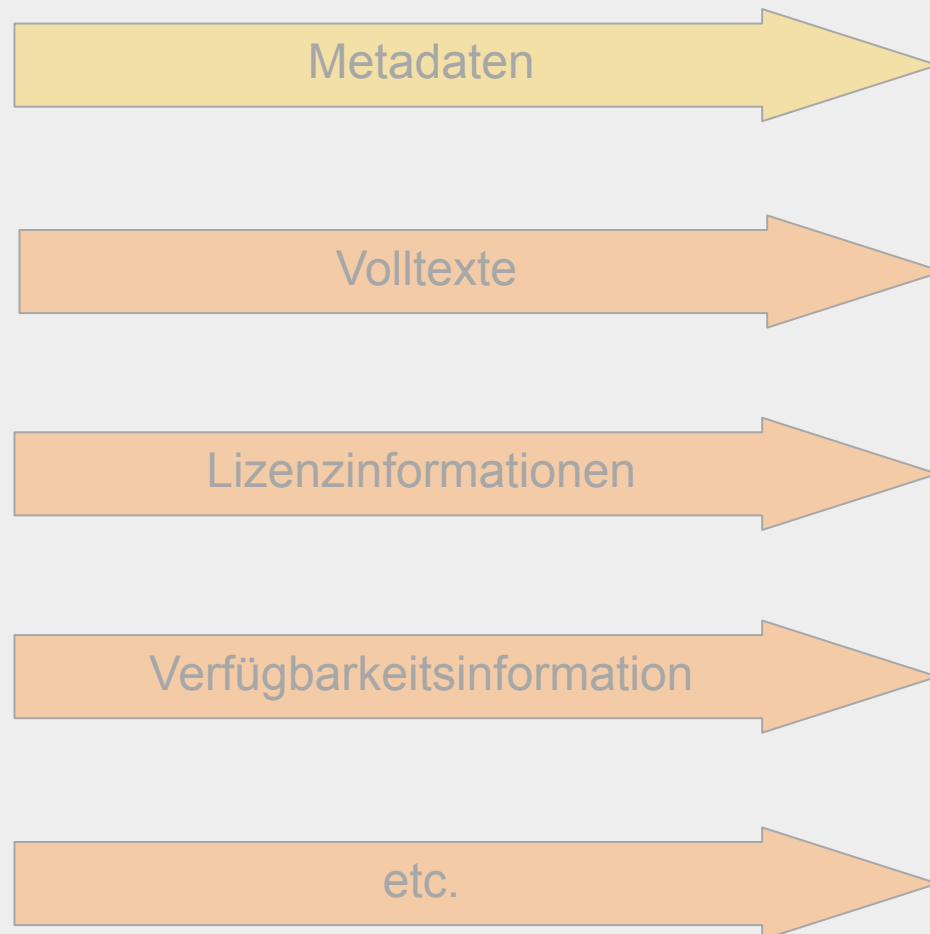 Metadaten
Volltexte
Lizenzinformationen
Verfügbarkeitsinformation
etc.